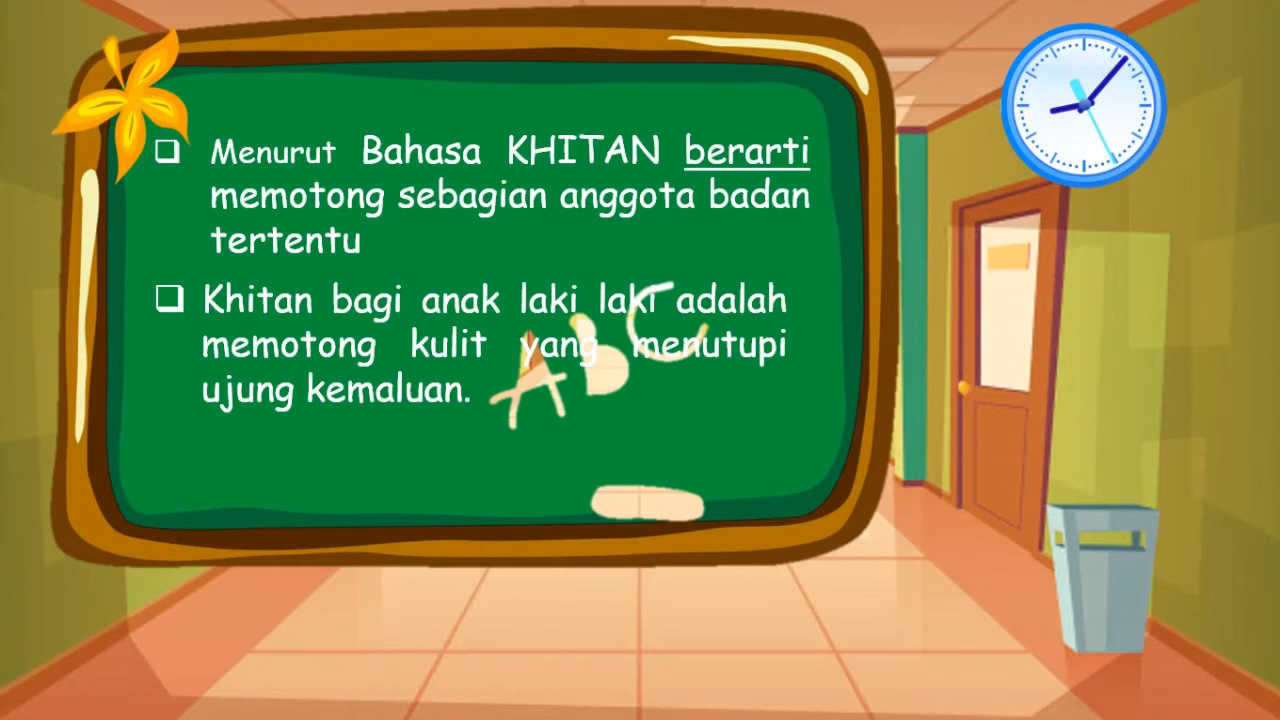 ❑ Menurut Bahasa KHITAN berarti
memotong sebagian anggota badan
tertentu
❑ Khitan bagi anak laki laki adalah
memotong kulit yang menutupi
ujung kemaluan.
A b C